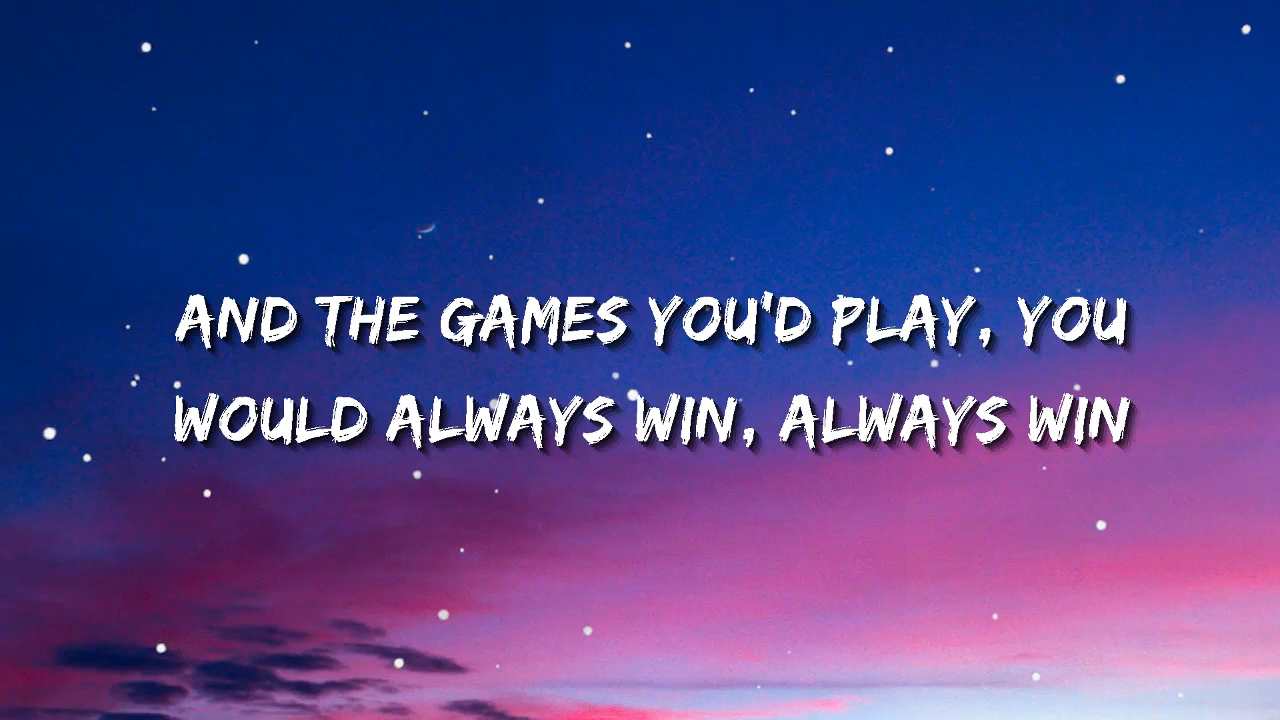 AND THE GAMES YOU'D PLAY, YOU
WOULD ALWAYS WIN, ALWAYS WIN